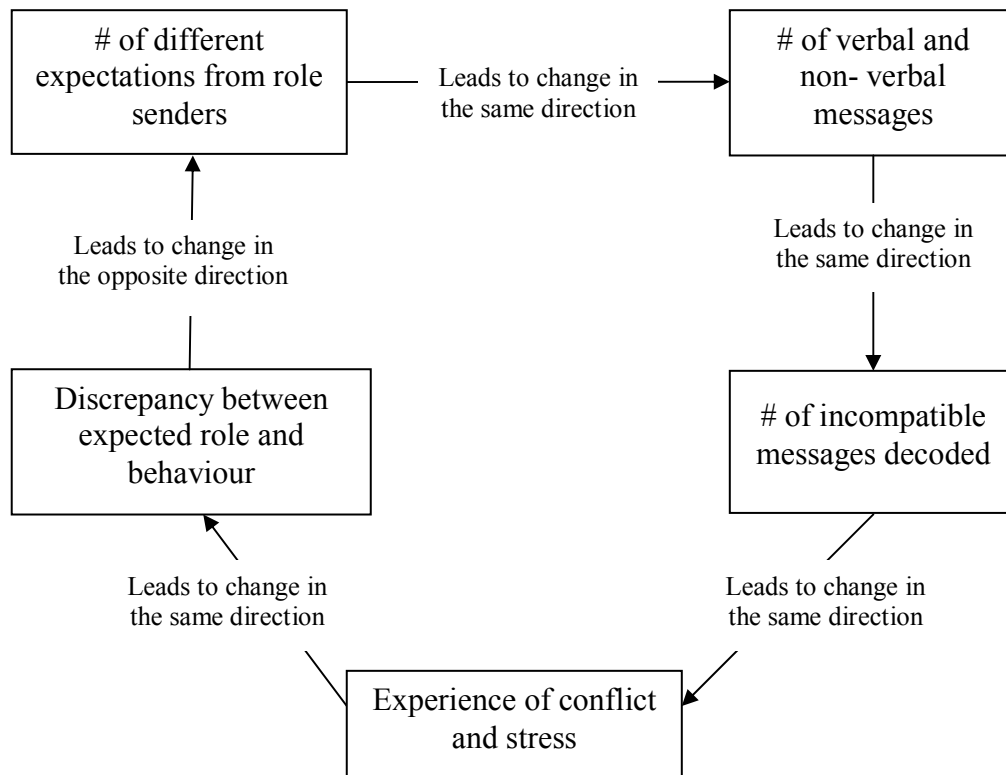 # of different
expectations from role
senders
Leads to change in
the same direction
# of verbal and
non- verbal
messages
Leads to change in
the opposite direction
Leads to change in
the same direction
Discrepancy between
expected role and
behaviour
# of incompatible
messages decoded
Leads to change in
the same direction
Leads to change in
the same direction
Experience of conflict
and stress